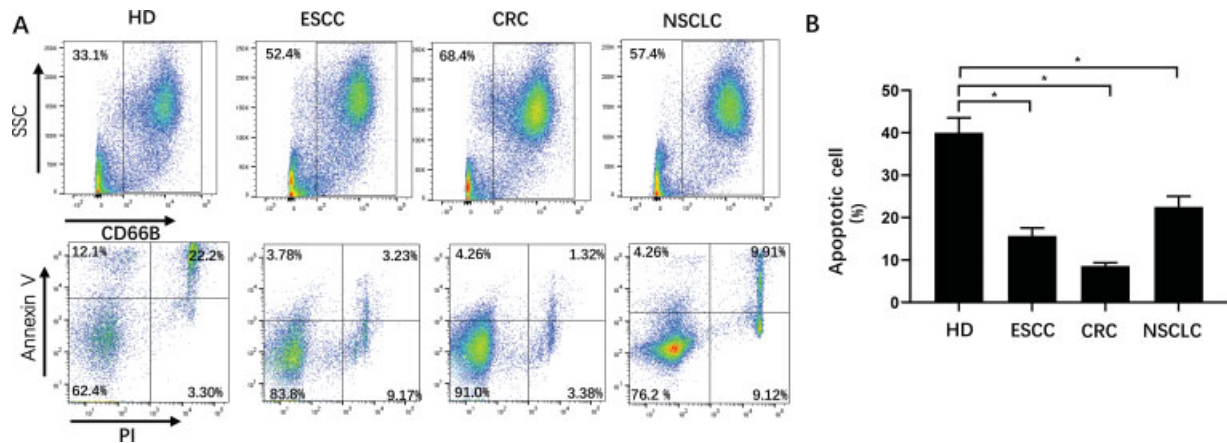 A
HD
ESCC
CRC
NSCLC
B
33.1%
52.4%
68.4%
57.4%
SSC
CD66B
12.1%
22.2%
3.78%
3.23%
4.26%
1.32%
4.26%
9.91%
Annexin V
62.4%
3.30%
83.8%
9.17%
91.0%
3.38%
76.2 %
9.12%
PI
*
*
*
Apoptotic cell
(%)
50
40
30
20
10
0
HD
ESCC
CRC
NSCLC